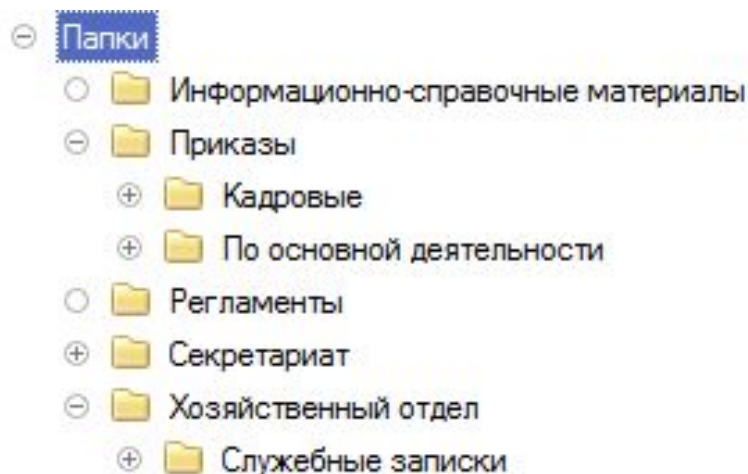 Папки
Информационно-справочные материалы
Приказы
Кадровые
По основной деятельности
Регламенты
Секретариат
Хозяйственный отдел
Служебные записки